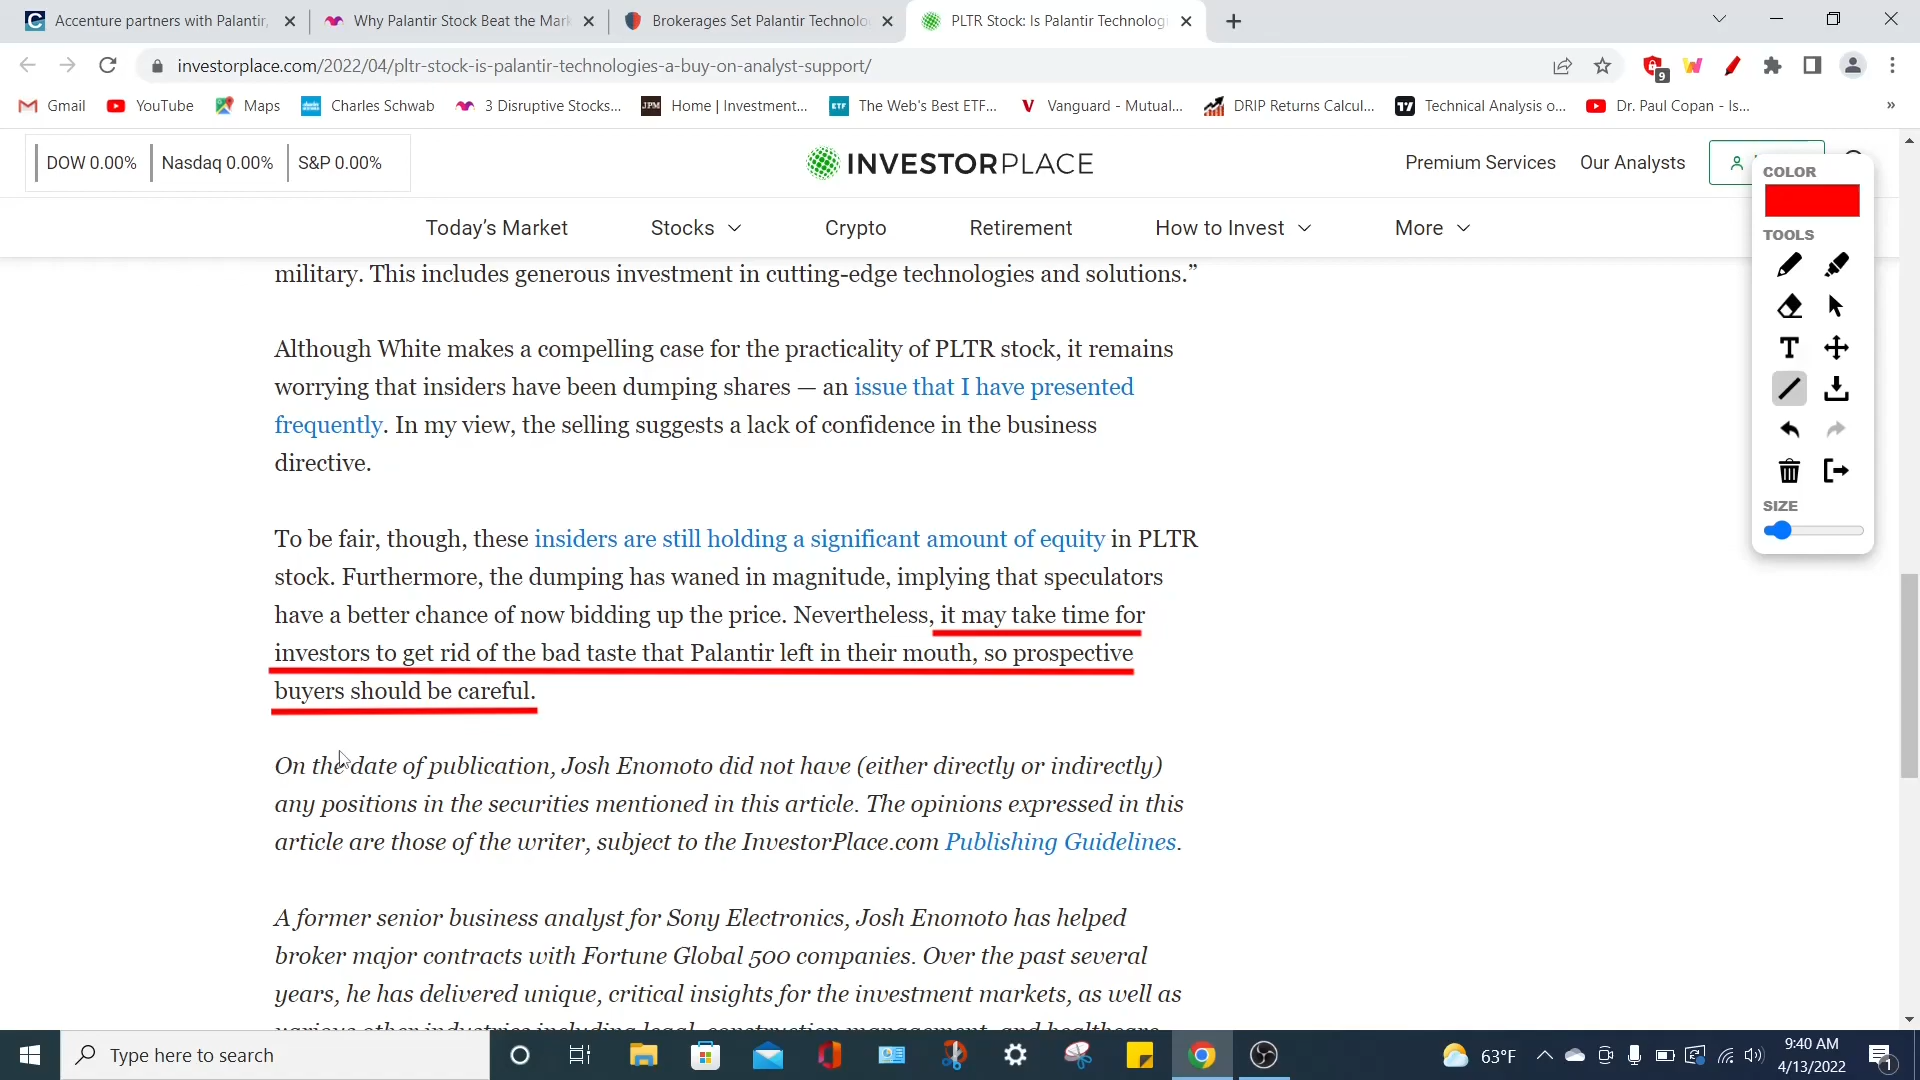 Accenture partners with Palantir,
Why Palantir Stock Beat the Mark
Brokerages Set Palantir Technolo
PLTR Stock: Is Palantir Technologi
investorplace.com/2022/04/pltr-stock-is-palantir-technologies-a-buy-on-analyst-support/
9
Gmail
YouTube
Maps
Charles Schwab
3 Disruptive Stocks...
JPM
Home | Investment...
ETF
The Web's Best ETF...
Vanguard - Mutual...
DRIP Returns Calcul...
Technical Analysis o...
Dr. Paul Copan - Is...
»
DOW 0.00%
Nasdaq 0.00%
S&P 0.00%
INVESTORPLACE
Premium Services
Our Analysts
Today's Market
Stocks
Crypto
Retirement
How to Invest
More
COLOR
TOOLS
T
SIZE
military. This includes generous investment in cutting-edge technologies and solutions.”
Although White makes a compelling case for the practicality of PLTR stock, it remains
worrying that insiders have been dumping shares — an issue that I have presented
frequently. In my view, the selling suggests a lack of confidence in the business
directive.
To be fair, though, these insiders are still holding a significant amount of equity in PLTR
stock. Furthermore, the dumping has waned in magnitude, implying that speculators
have a better chance of now bidding up the price. Nevertheless, it may take time for
investors to get rid of the bad taste that Palantir left in their mouth, so prospective
buyers should be careful.
On the date of publication, Josh Enomoto did not have (either directly or indirectly)
any positions in the securities mentioned in this article. The opinions expressed in this
article are those of the writer, subject to the InvestorPlace.com Publishing Guidelines.
A former senior business analyst for Sony Electronics, Josh Enomoto has helped
broker major contracts with Fortune Global 500 companies. Over the past several
years, he has delivered unique, critical insights for the investment markets, as well as
various other industries including legal, construction management, and healthcare.
Type here to search
63°F
9:40 AM
4/13/2022
1